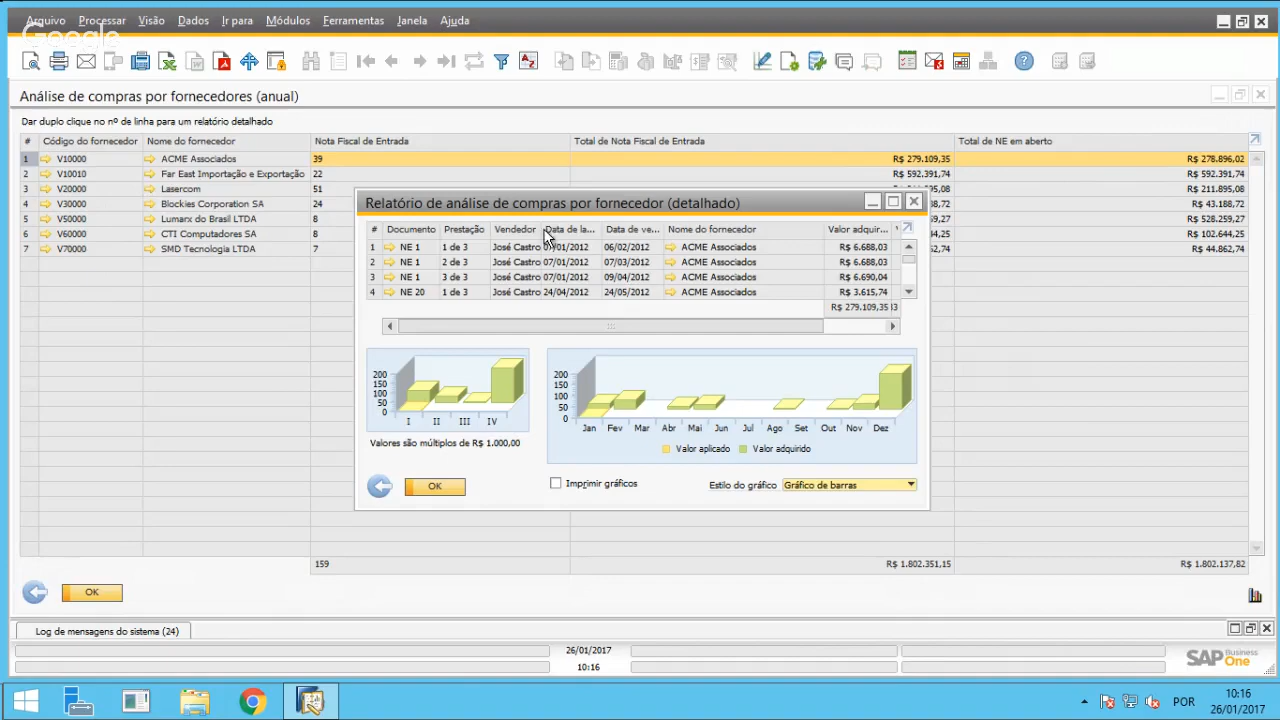 Arquivo Processar Visão Dados Ir para Módulos Ferramentas Janela Ajuda
Google
Análise de compras por fornecedores (anual)
Dar duplo clique no nº de linha para um relatório detalhado
# Código do fornecedor Nome do fornecedor Nota Fiscal de Entrada Total de Nota Fiscal de Entrada Total de NE em aberto
1 V10000 ACME Associados 39 R$ 279.109,35 R$ 278.896,02
2 V10010 Far East Importação e Exportação 22 R$ 592.391,74 R$ 592.391,74
3 V20000 Lasercom 51 R$ 211.895,08
4 V30000 Blockies Corporation SA 24 R$ 43.188,72
5 V50000 Lumarx do Brasil LTDA 8 R$ 528.259,27
6 V60000 CTI Computadores SA 8 R$ 102.644,25
7 V70000 SMD Tecnologia LTDA 7 R$ 44.862,74
159 R$ 1.802.351,15 R$ 1.802.137,82
OK
Relatório de análise de compras por fornecedor (detalhado)
# Documento Prestação Vendedor Data de la... Data de ve... Nome do fornecedor Valor adquir...
1 NE 1 1 de 3 José Castro 07/01/2012 06/02/2012 ACME Associados R$ 6.688,03
2 NE 1 2 de 3 José Castro 07/01/2012 07/03/2012 ACME Associados R$ 6.688,03
3 NE 1 3 de 3 José Castro 07/01/2012 09/04/2012 ACME Associados R$ 6.690,04
4 NE 20 1 de 3 José Castro 24/04/2012 24/05/2012 ACME Associados R$ 3.615,74
R$ 279.109,35
200
150
100
50
0
I II III IV
Valores são múltiplos de R$ 1.000,00
200
150
100
50
0
Jan Fev Mar Abr Mai Jun Jul Ago Set Out Nov Dez
Valor aplicado Valor adquirido
OK
Imprimir gráficos
Estilo do gráfico Gráfico de barras
Log de mensagens do sistema (24)
26/01/2017
10:16
SAP Business One
POR
10:16
26/01/2017